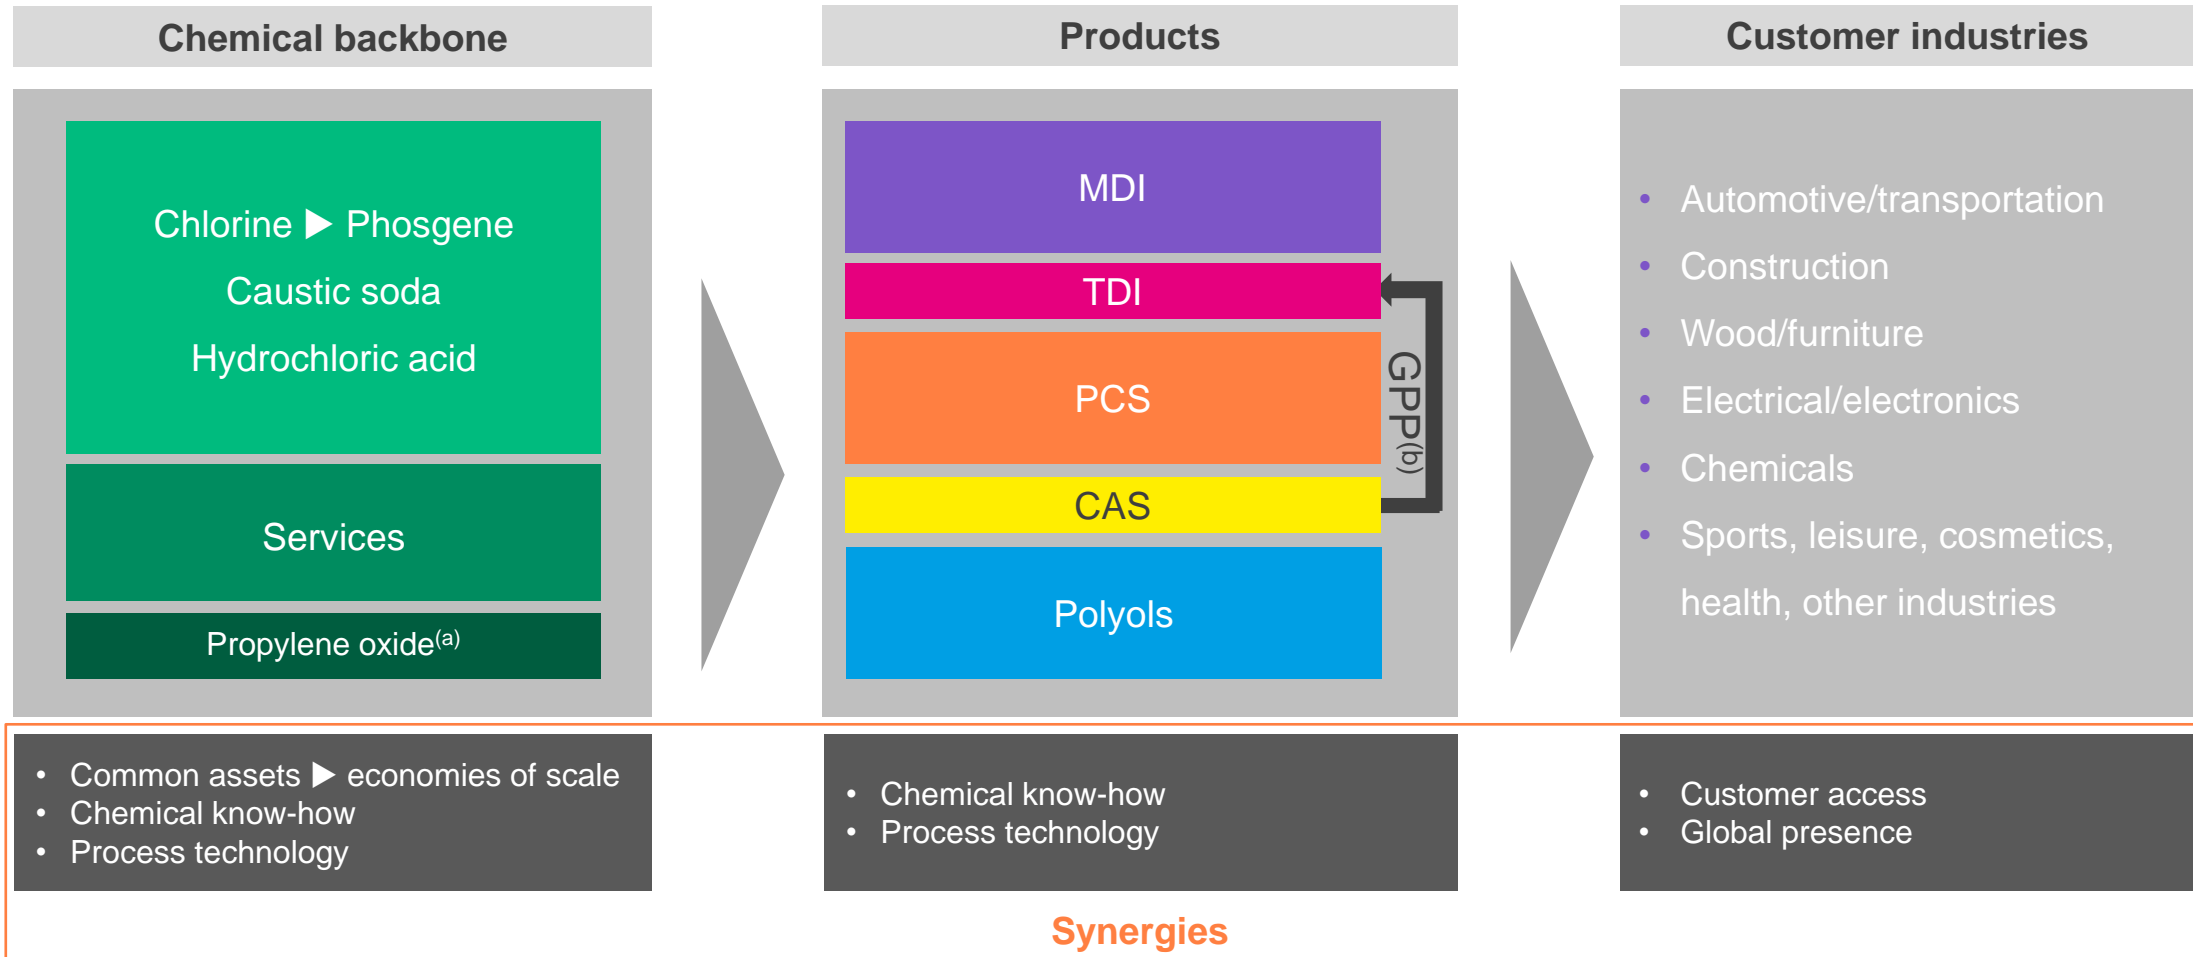 Chemical backbone
Chlorine ▶ Phosgene
Caustic soda
Hydrochloric acid
Services
Propylene oxide(a)
Products
MDI
TDI
PCS
CAS
Polyols
GPP(b)
Customer industries
• Automotive/transportation
• Construction
• Wood/furniture
• Electrical/electronics
• Chemicals
• Sports, leisure, cosmetics,
health, other industries
• Common assets ▶ economies of scale
• Chemical know-how
• Process technology
• Chemical know-how
• Process technology
• Customer access
• Global presence
Synergies